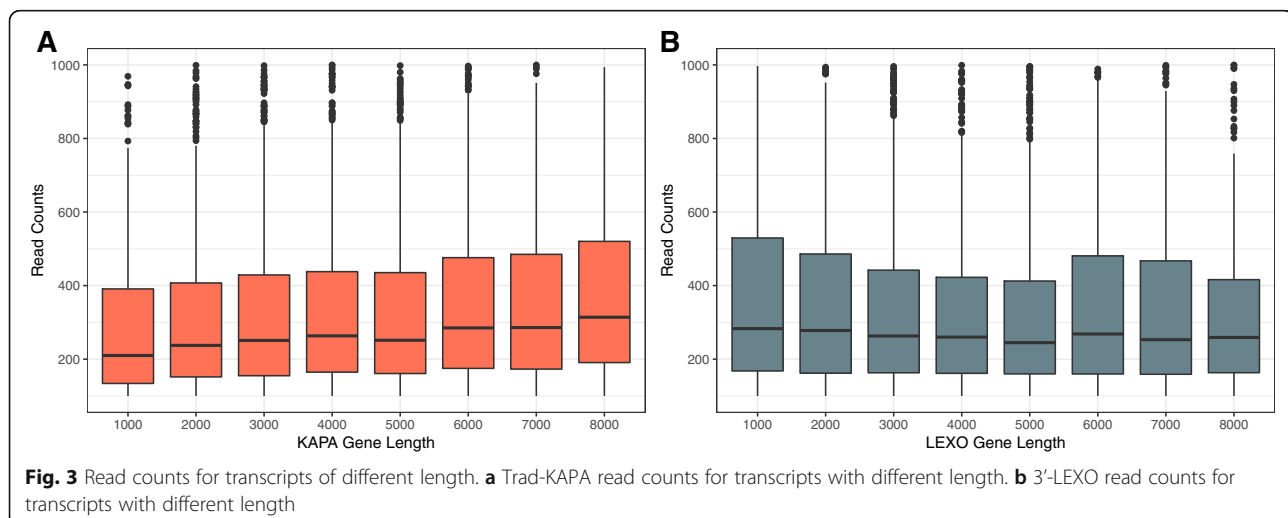 A
B
Read Counts
1000
800
600
400
200
1000 2000 3000 4000 5000 6000 7000 8000
KAPA Gene Length
Read Counts
1000
800
600
400
200
1000 2000 3000 4000 5000 6000 7000 8000
LEXO Gene Length
Fig. 3 Read counts for transcripts of different length. a Trad-KAPA read counts for transcripts with different length. b 3′-LEXO read counts for
transcripts with different length